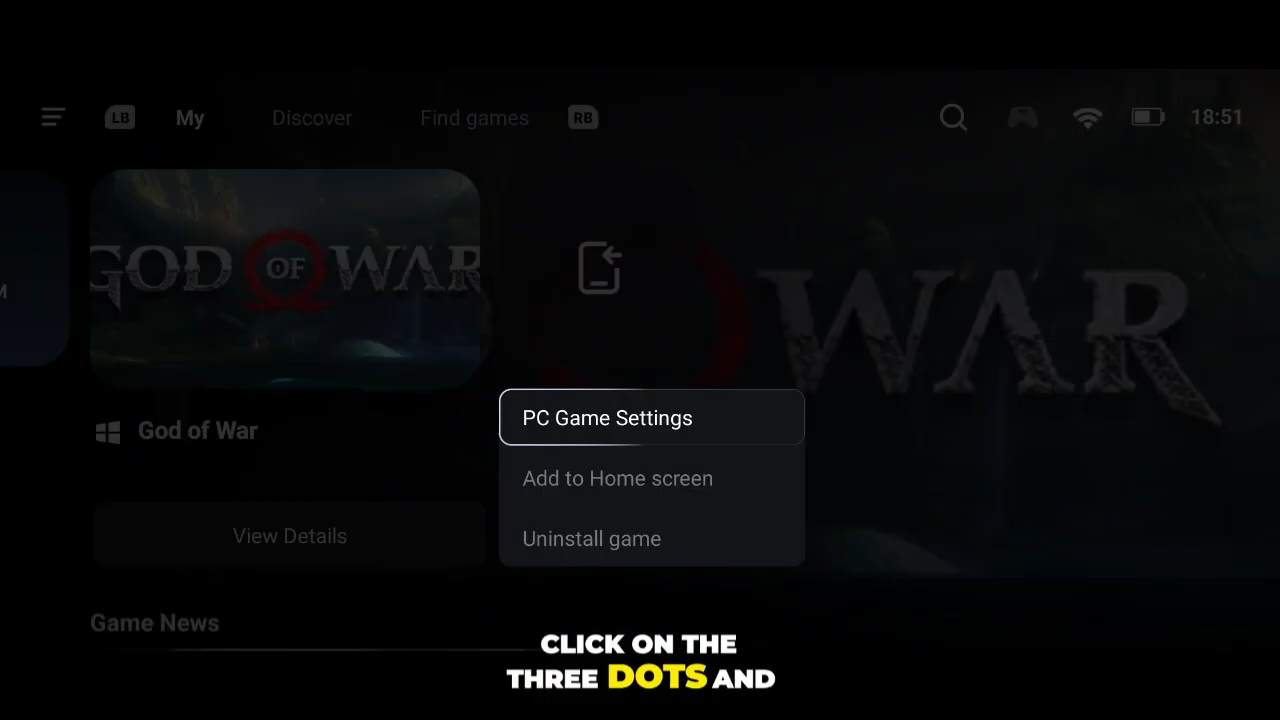 LB
My
Discover
Find games
RB
18:51
M
GOD OF WAR
WAR
PC Game Settings
God of War
Add to Home screen
View Details
Uninstall game
Game News
CLICK ON THE
THREE DOTS AND